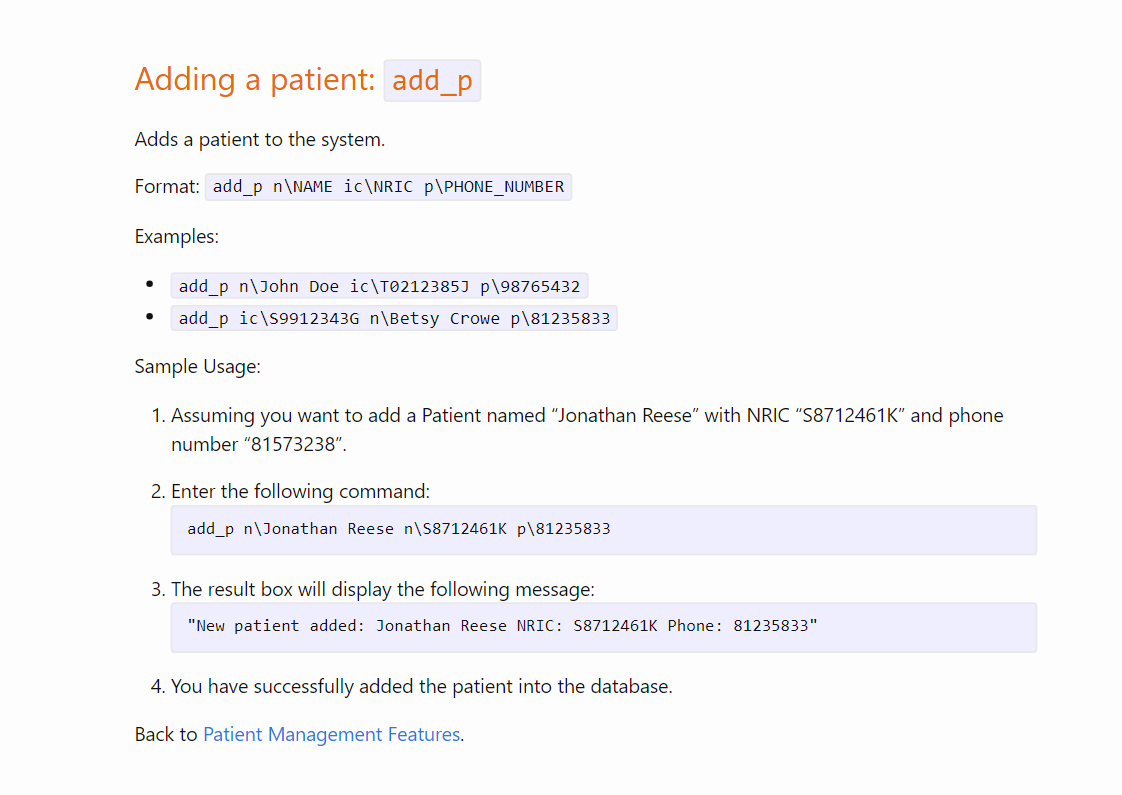 Adding a patient: add_p
Adds a patient to the system.
Format: add_p n\NAME ic\NRIC p\PHONE_NUMBER
Examples:
• add_p n\John Doe ic\T0212385J p\98765432
• add_p ic\S9912343G n\Betsy Crowe p\81235833
Sample Usage:
1. Assuming you want to add a Patient named “Jonathan Reese” with NRIC “S8712461K” and phone
number “81573238”.
2. Enter the following command:
add_p n\Jonathan Reese n\S8712461K p\81235833
3. The result box will display the following message:
"New patient added: Jonathan Reese NRIC: S8712461K Phone: 81235833"
4. You have successfully added the patient into the database.
Back to Patient Management Features.